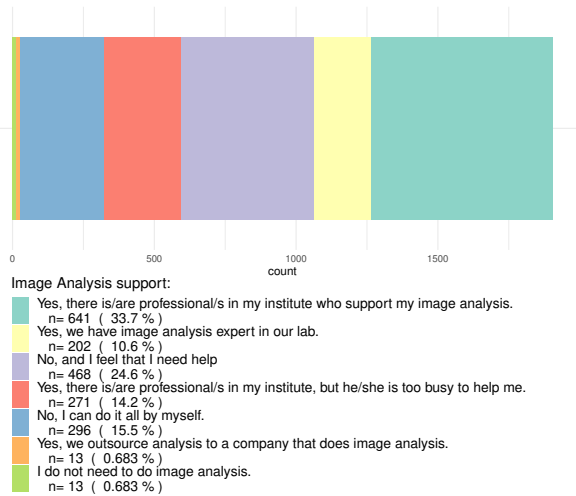 0 500 1000 1500
count
Image Analysis support:
Yes, there is/are professional/s in my institute who support my image analysis.
n= 641 ( 33.7 % )
Yes, we have image analysis expert in our lab.
n= 202 ( 10.6 % )
No, and I feel that I need help
n= 468 ( 24.6 % )
Yes, there is/are professional/s in my institute, but he/she is too busy to help me.
n= 271 ( 14.2 % )
No, I can do it all by myself.
n= 296 ( 15.5 % )
Yes, we outsource analysis to a company that does image analysis.
n= 13 ( 0.683 % )
I do not need to do image analysis.
n= 13 ( 0.683 % )